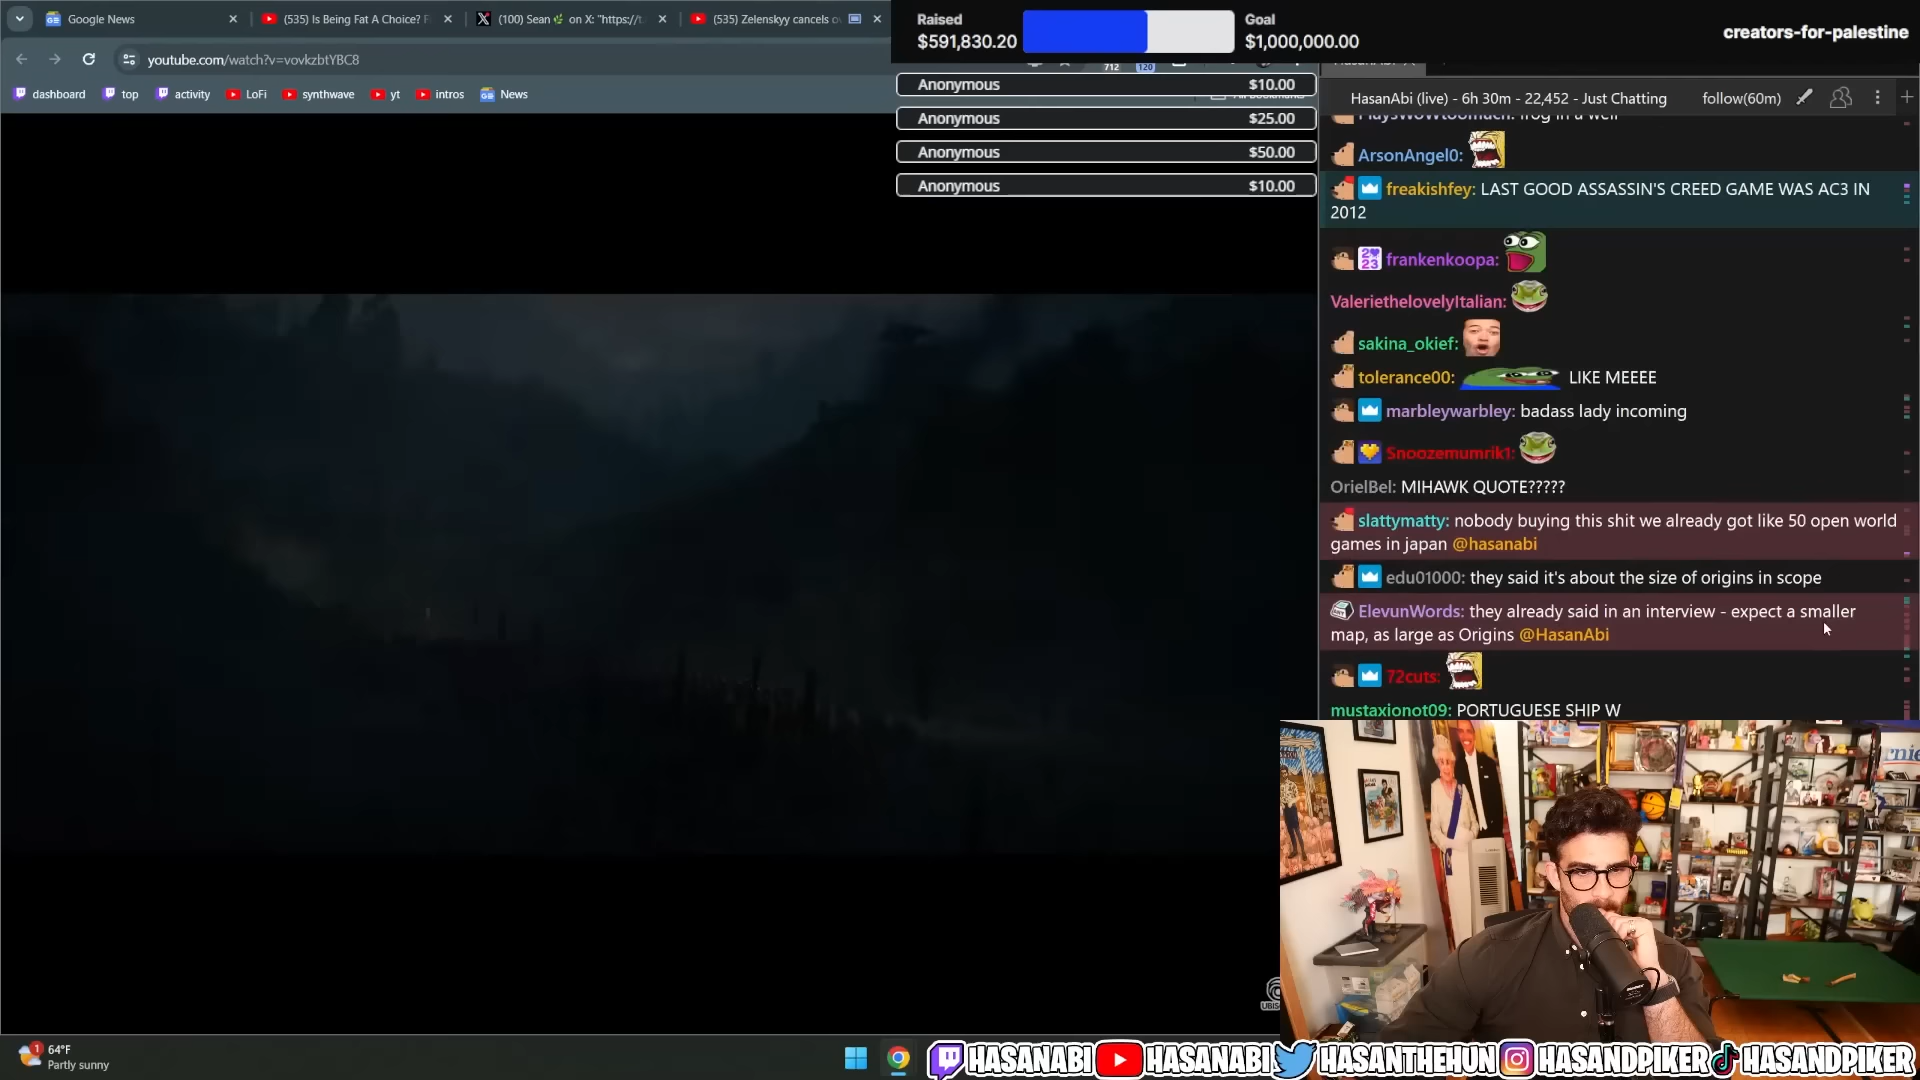 Google News
(535) Is Being Fat A Choice? F
(100) Sean on X: "https://t.
(535) Zelenskyy cancels o
Raised
$591,830.20
Goal
$1,000,000.00
creators-for-palestine
youtube.com/watch?v=vovkzbtYBC8
712
120
dashboard
top
activity
LoFi
synthwave
yt
intros
News
Anonymous $10.00
Anonymous $25.00
Anonymous $50.00
Anonymous $10.00
HasanAbi (live) - 6h 30m - 22,452 - Just Chatting
follow(60m)
PlaysWoWtoomuch: frog in a well
ArsonAngel0:
freakishfey: LAST GOOD ASSASSIN'S CREED GAME WAS AC3 IN
2012
frankenkoopa:
ValeriethelovelyItalian:
sakina_okief:
tolerance00: LIKE MEEEE
marbleywarbley: badass lady incoming
Snoozemumrik1:
OrielBel: MIHAWK QUOTE?????
slattymatty: nobody buying this shit we already got like 50 open world
games in japan @hasanabi
edu01000: they said it's about the size of origins in scope
ElevunWords: they already said in an interview - expect a smaller
map, as large as Origins @HasanAbi
72cuts:
mustaxionot09: PORTUGUESE SHIP W
1
64°F
Partly sunny
HASANABI
HASANABI
HASANTHEHUN
HASANDPIKER
HASANDPIKER